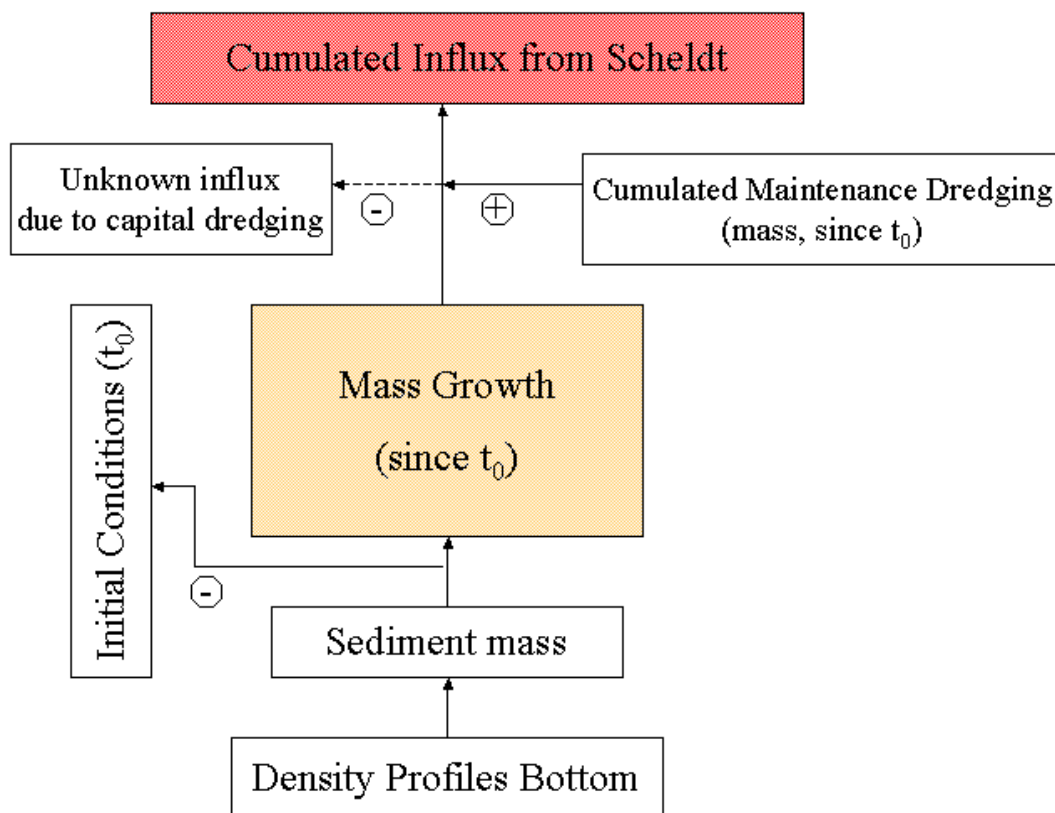 Cumulated Influx from Scheldt
Unknown influx
due to capital dredging
-
+
Cumulated Maintenance Dredging
(mass, since t₀)
Initial Conditions (t₀)
Mass Growth
(since t₀)
-
Sediment mass
Density Profiles Bottom